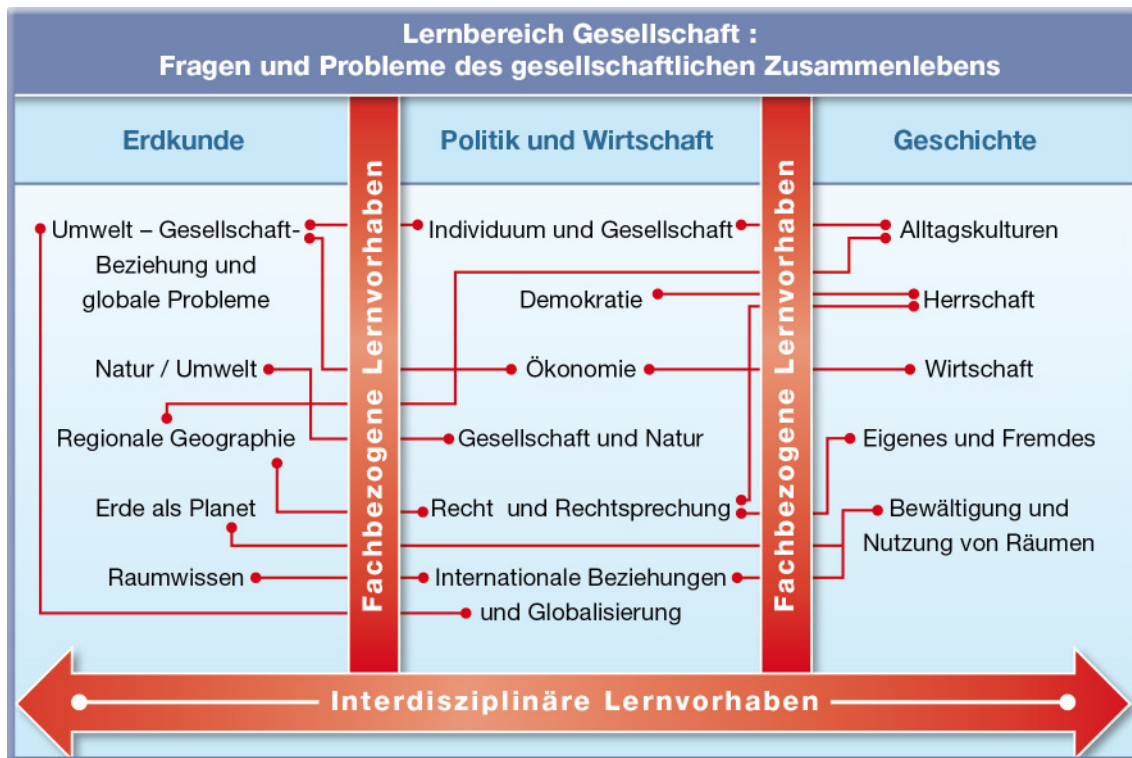 Lernbereich Gesellschaft :
Fragen und Probleme des gesellschaftlichen Zusammenlebens
Erdkunde
Umwelt – Gesellschaft-
Beziehung und
globale Probleme
Natur / Umwelt
Regionale Geographie
Erde als Planet
Raumwissen
Fachbezogene Lernvorhaben
Politik und Wirtschaft
Individuum und Gesellschaft
Demokratie
Ökonomie
Gesellschaft und Natur
Recht und Rechtsprechung
Internationale Beziehungen
und Globalisierung
Fachbezogene Lernvorhaben
Geschichte
Alltagskulturen
Herrschaft
Wirtschaft
Eigenes und Fremdes
Bewältigung und
Nutzung von Räumen
Interdisziplinäre Lernvorhaben